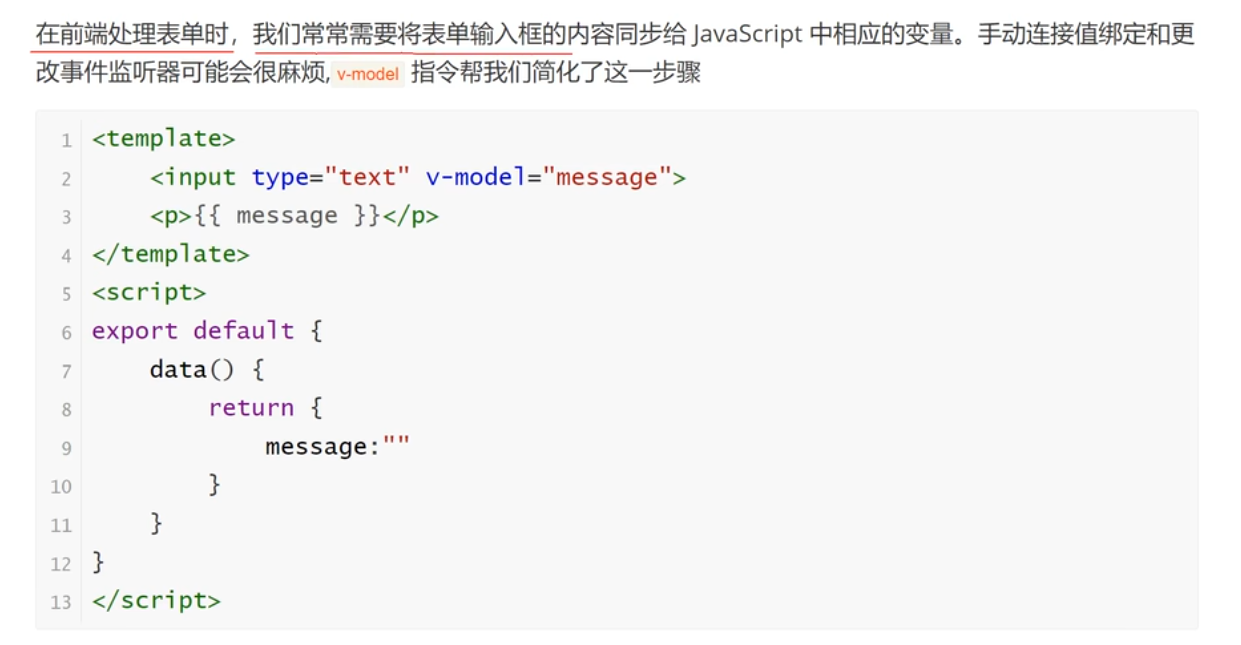 在前端处理表单时，我们常常需要将表单输入框的内容同步给 JavaScript 中相应的变量。手动连接值绑定和更
改事件监听器可能会很麻烦, v-model 指令帮我们简化了这一步骤
1 <template>
2     <input type="text" v-model="message">
3     <p>{{ message }}</p>
4 </template>
5 <script>
6 export default {
7     data() {
8         return {
9             message:""
10         }
11     }
12 }
13 </script>